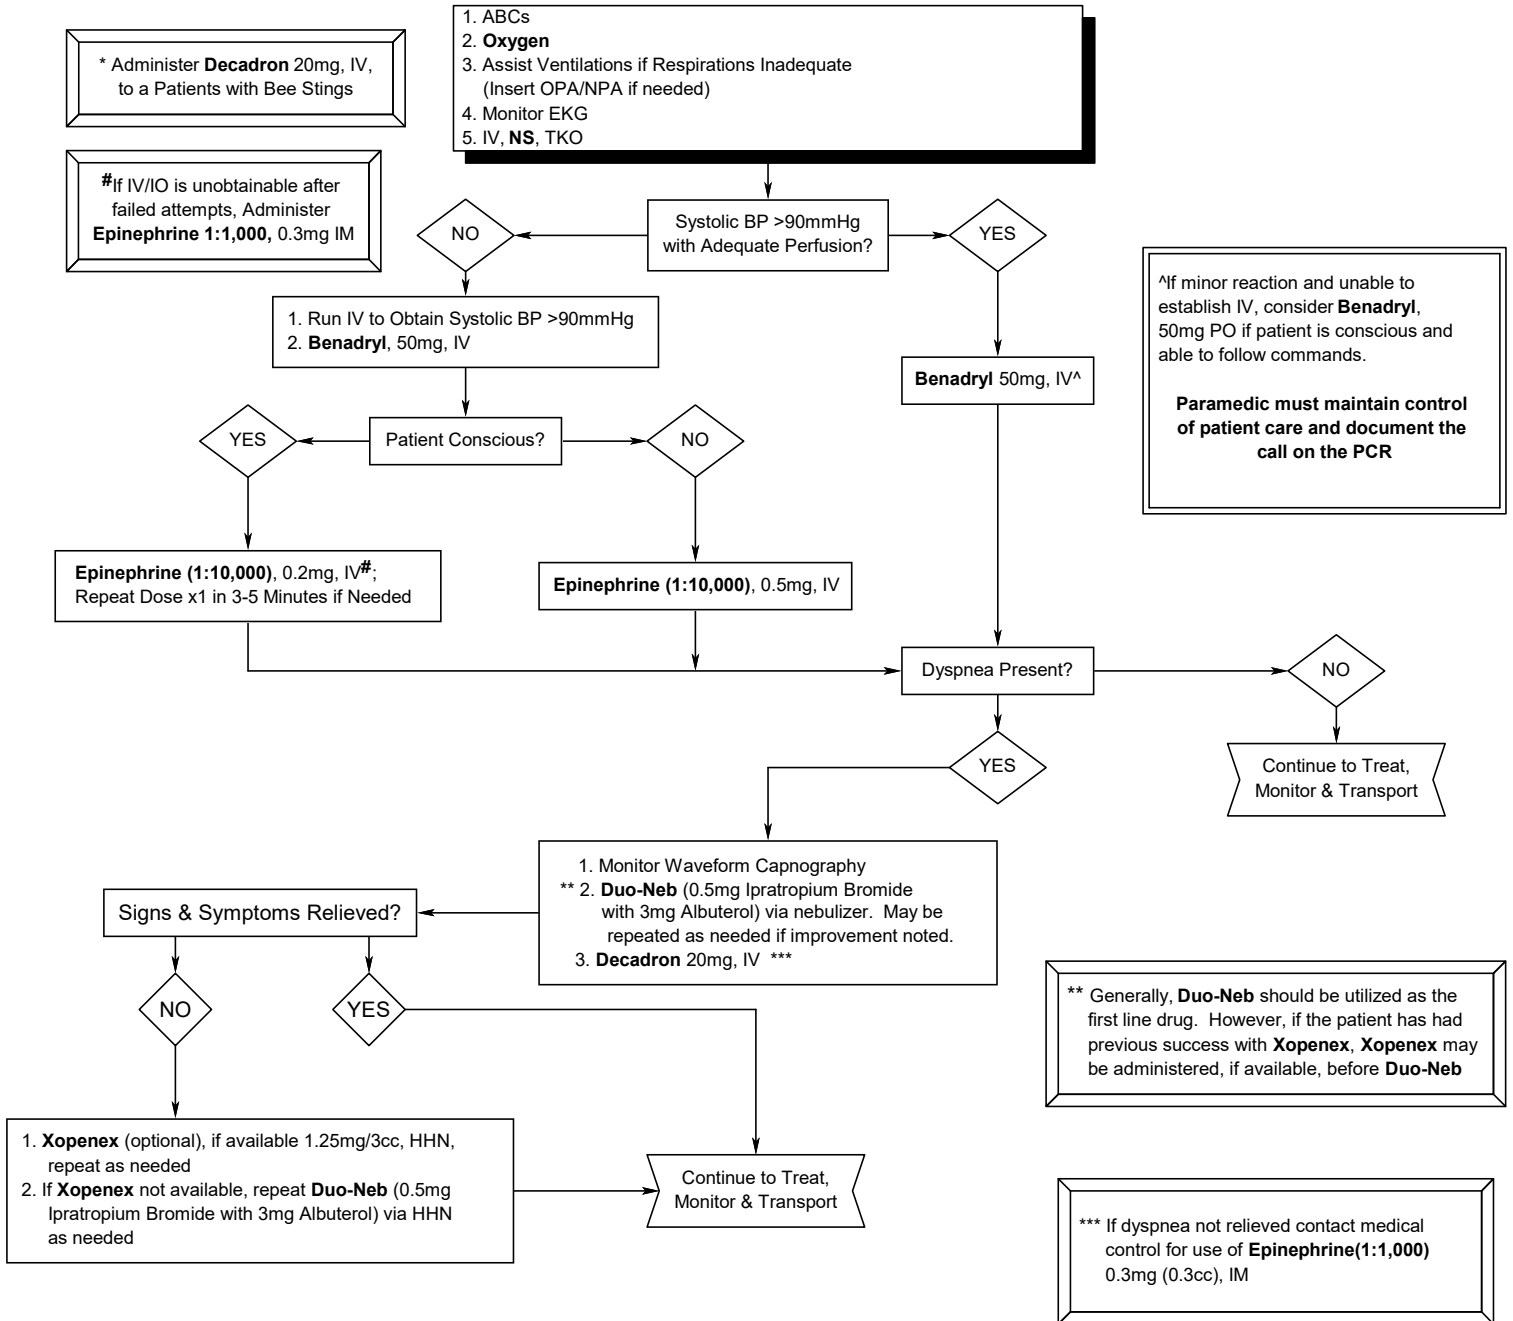 1. ABCs
2. Oxygen
3. Assist Ventilations if Respirations Inadequate
(Insert OPA/NPA if needed)
4. Monitor EKG
5. IV, NS, TKO
* Administer Decadron 20mg, IV,
to a Patients with Bee Stings
#If IV/IO is unobtainable after
failed attempts, Administer
Epinephrine 1:1,000, 0.3mg IM
NO
Systolic BP >90mmHg
with Adequate Perfusion?
YES
^If minor reaction and unable to
establish IV, consider Benadryl,
50mg PO if patient is conscious and
able to follow commands.
Paramedic must maintain control
of patient care and document the
call on the PCR
1. Run IV to Obtain Systolic BP >90mmHg
2. Benadryl, 50mg, IV
Benadryl 50mg, IV^
YES
Patient Conscious?
NO
Epinephrine (1:10,000), 0.2mg, IV#;
Repeat Dose x1 in 3-5 Minutes if Needed
Epinephrine (1:10,000), 0.5mg, IV
Dyspnea Present?
NO
YES
Continue to Treat,
Monitor & Transport
1. Monitor Waveform Capnography
** 2. Duo-Neb (0.5mg Ipratropium Bromide
with 3mg Albuterol) via nebulizer. May be
repeated as needed if improvement noted.
3. Decadron 20mg, IV ***
Signs & Symptoms Relieved?
NO
YES
** Generally, Duo-Neb should be utilized as the
first line drug. However, if the patient has had
previous success with Xopenex, Xopenex may
be administered, if available, before Duo-Neb
1. Xopenex (optional), if available 1.25mg/3cc, HHN,
repeat as needed
2. If Xopenex not available, repeat Duo-Neb (0.5mg
Ipratropium Bromide with 3mg Albuterol) via HHN
as needed
Continue to Treat,
Monitor & Transport
*** If dyspnea not relieved contact medical
control for use of Epinephrine(1:1,000)
0.3mg (0.3cc), IM